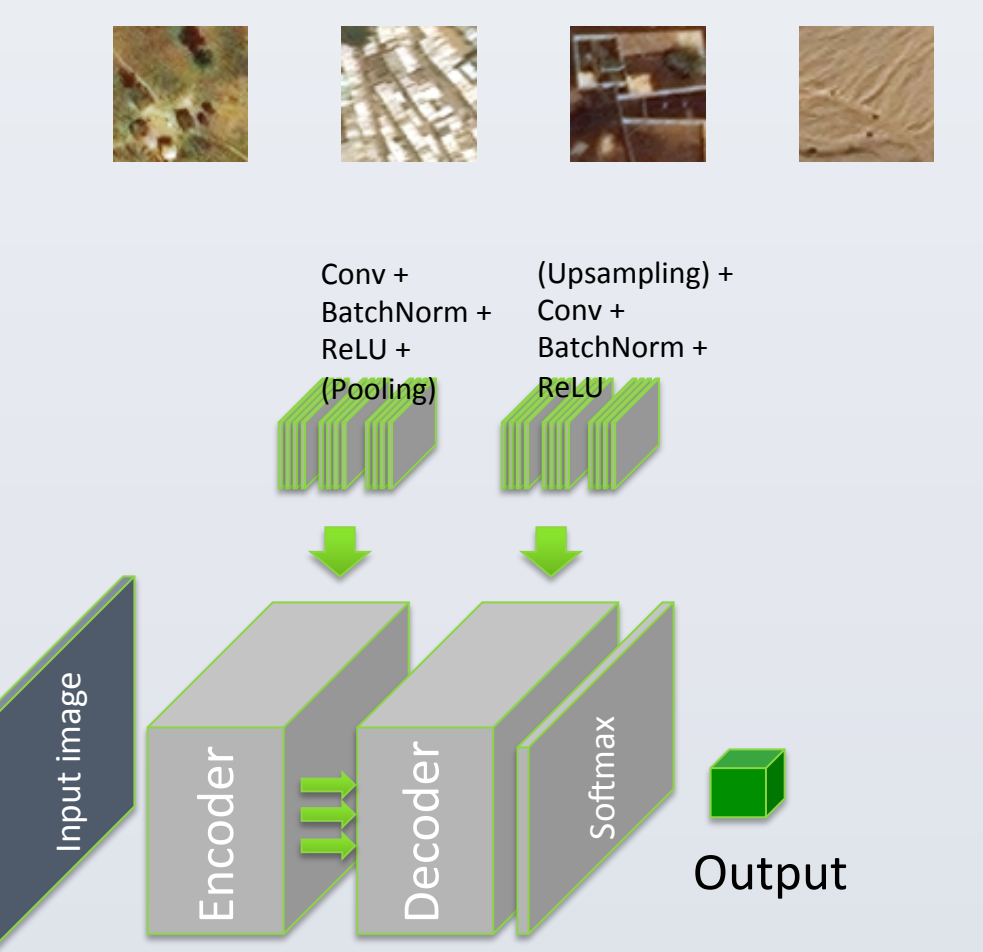 Conv +
BatchNorm +
ReLU +
(Pooling)
(Upsampling) +
Conv +
BatchNorm +
ReLU
Input image
Encoder
Decoder
Softmax
Output